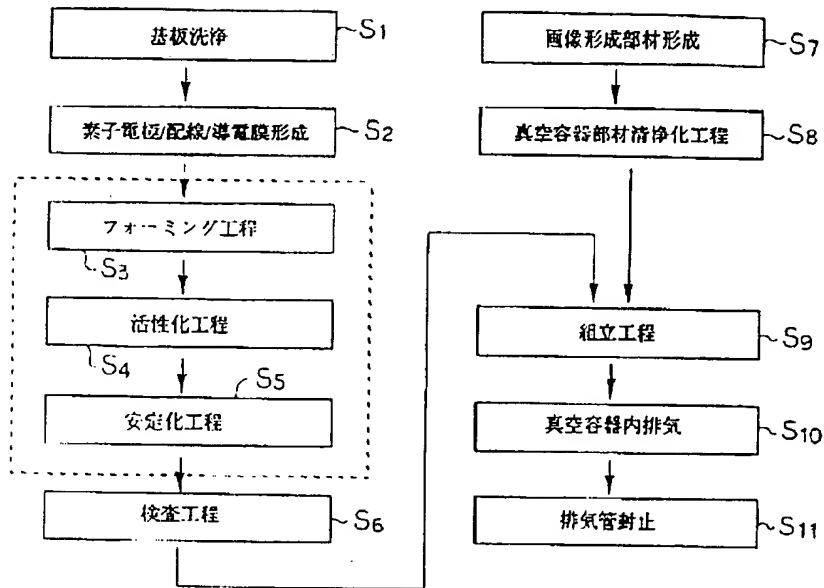 基板洗浄
S1
素子電極/配線/導電膜形成
S2
フォーミング工程
S3
活性化工程
S4
S5
安定化工程
検査工程
S6
画像形成部材形成
S7
真空容器部材清浄化工程
S8
組立工程
S9
真空容器内排気
S10
排気管封止
S11